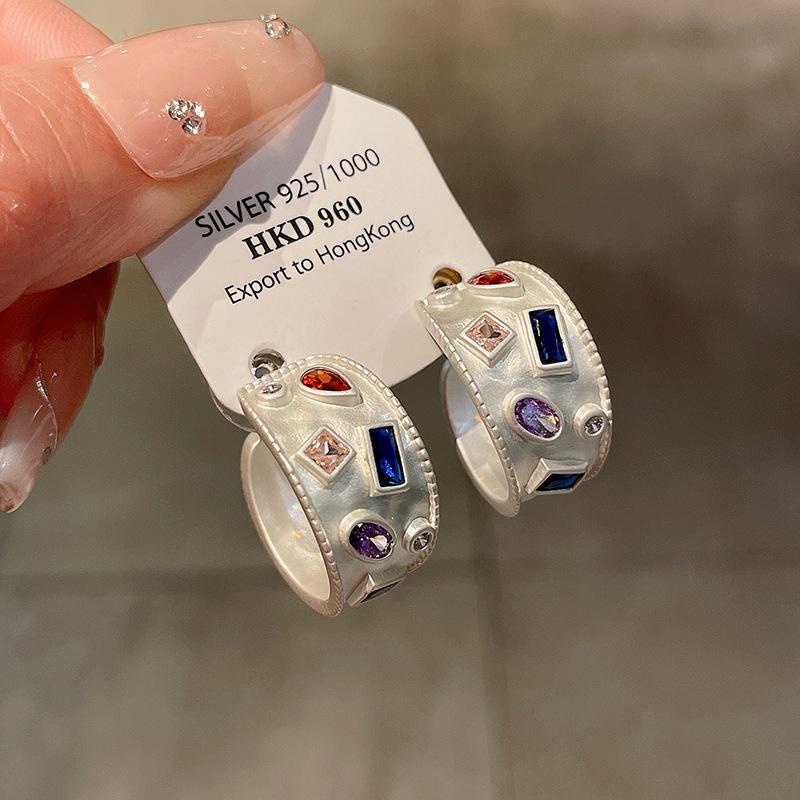 SILVER 925/1000
HKD 960
Export to HongKong